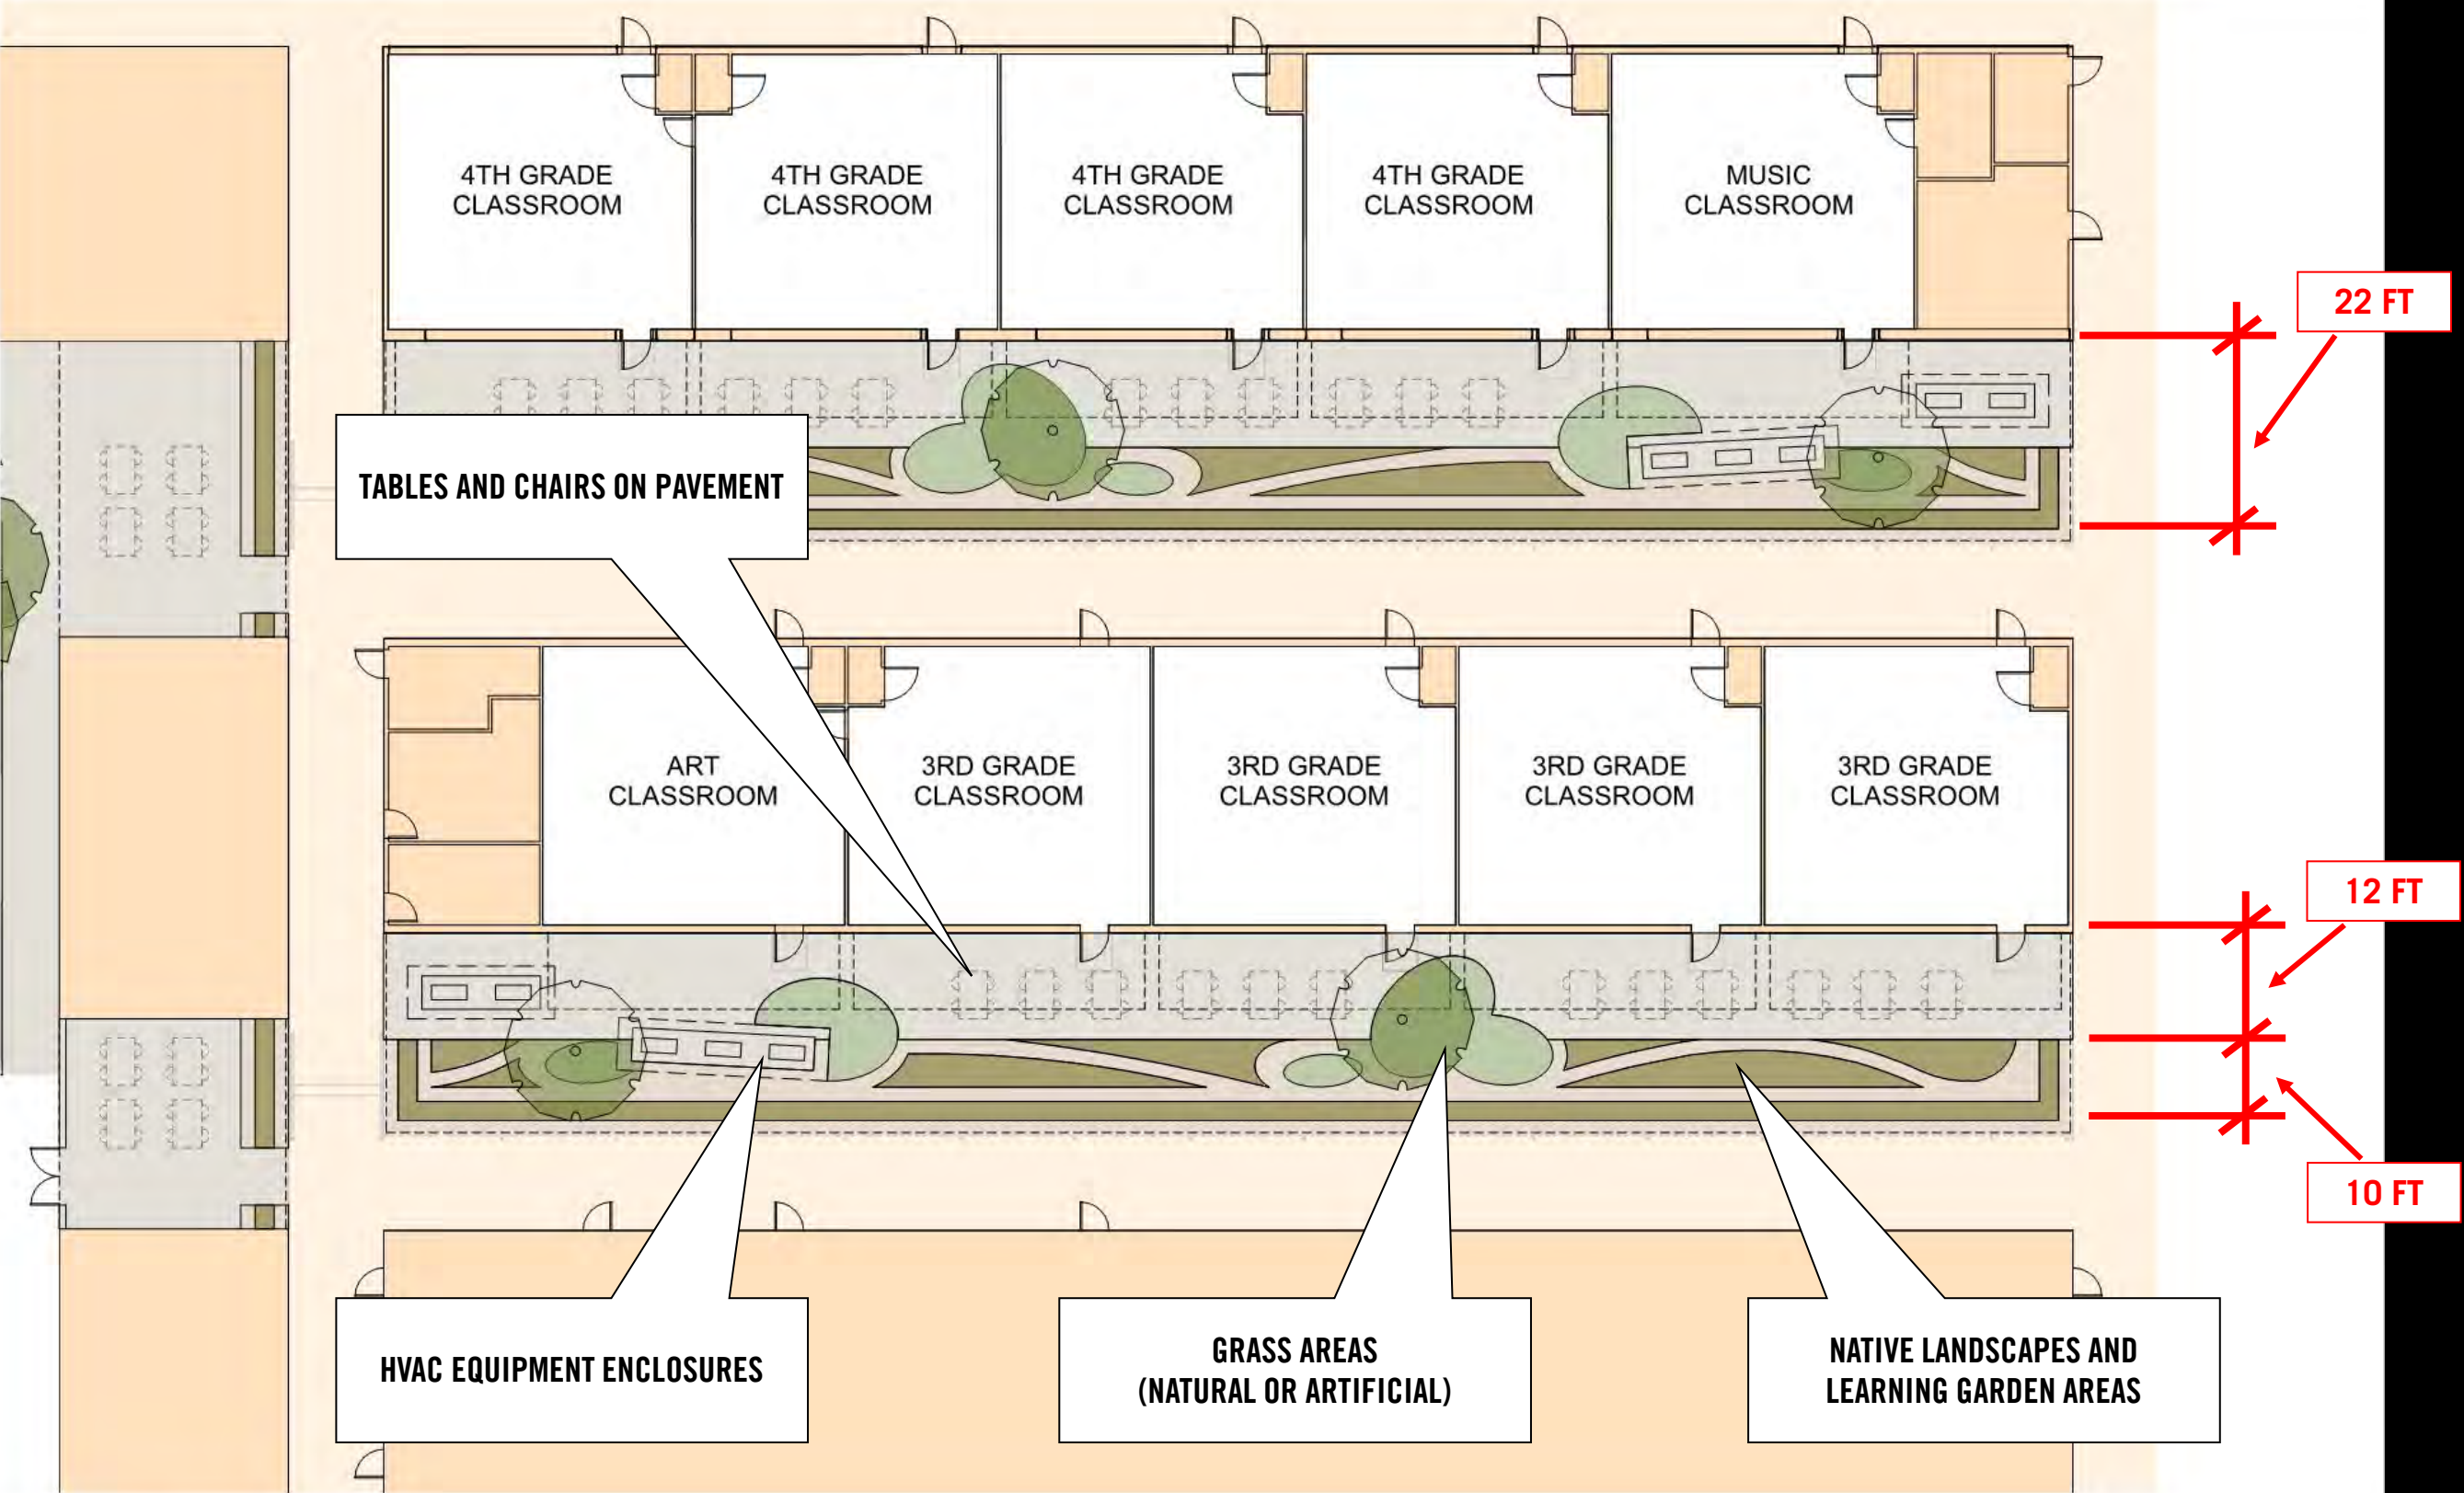 4TH GRADE
CLASSROOM
4TH GRADE
CLASSROOM
4TH GRADE
CLASSROOM
4TH GRADE
CLASSROOM
MUSIC
CLASSROOM
22 FT
TABLES AND CHAIRS ON PAVEMENT
ART
CLASSROOM
3RD GRADE
CLASSROOM
3RD GRADE
CLASSROOM
3RD GRADE
CLASSROOM
3RD GRADE
CLASSROOM
12 FT
10 FT
HVAC EQUIPMENT ENCLOSURES
GRASS AREAS
(NATURAL OR ARTIFICIAL)
NATIVE LANDSCAPES AND
LEARNING GARDEN AREAS